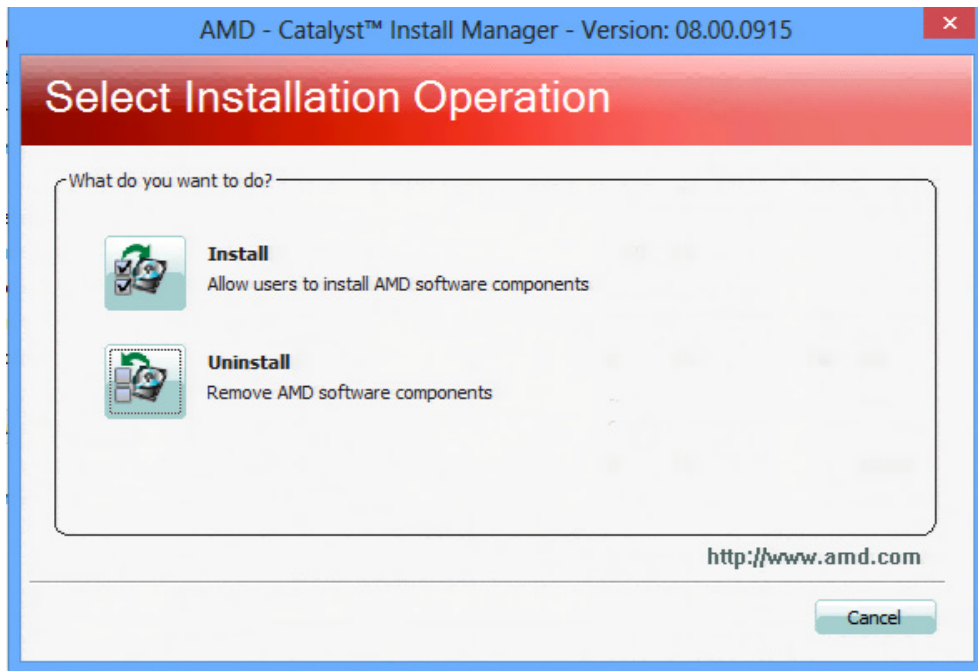 AMD - Catalyst™ Install Manager - Version: 08.00.0915
Select Installation Operation
What do you want to do?
Install
Allow users to install AMD software components
Uninstall
Remove AMD software components
http://www.amd.com
Cancel